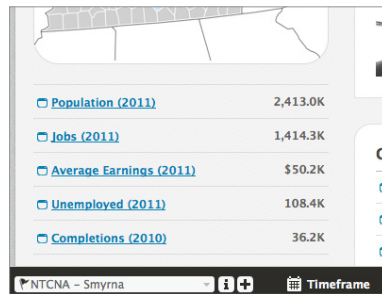 Population (2011) 2,413.0K
Jobs (2011) 1,414.3K
Average Earnings (2011) $50.2K
Unemployed (2011) 108.4K
Completions (2010) 36.2K
NTCNA – Smyrna i + Timeframe